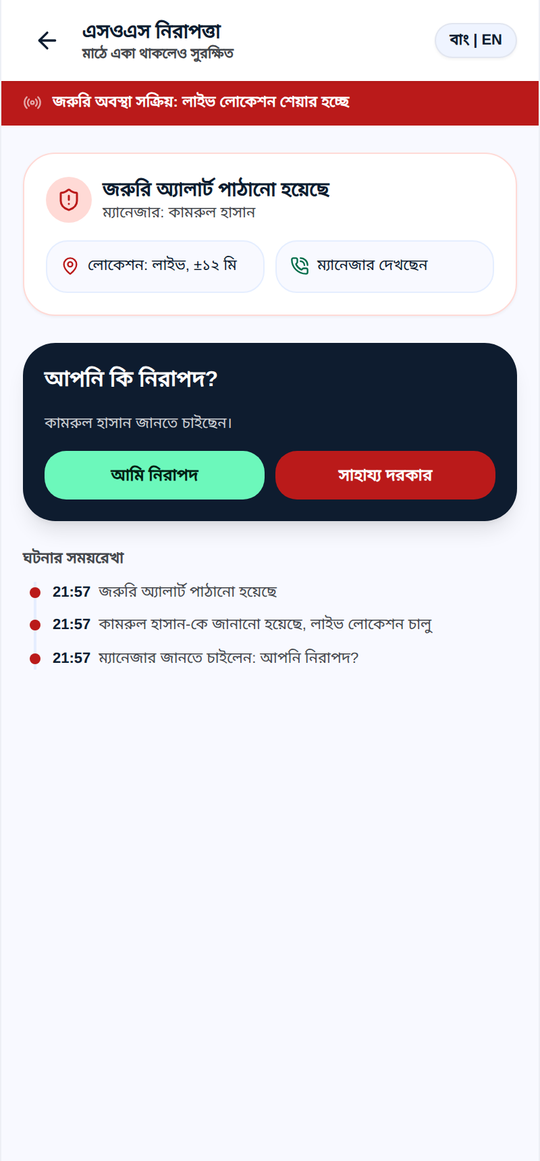 এসওএস নিরাপত্তা
মাঠে একা থাকলেও সুরক্ষিত
বাং | EN
জরুরি অবস্থা সক্রিয়: লাইভ লোকেশন শেয়ার হচ্ছে
জরুরি অ্যালার্ট পাঠানো হয়েছে
ম্যানেজার: কামরুল হাসান
লোকেশন: লাইভ, ±১২ মি
ম্যানেজার দেখছেন
আপনি কি নিরাপদ?
কামরুল হাসান জানতে চাইছেন।
আমি নিরাপদ
সাহায্য দরকার
ঘটনার সময়রেখা
21:57 জরুরি অ্যালার্ট পাঠানো হয়েছে
21:57 কামরুল হাসান-কে জানানো হয়েছে, লাইভ লোকেশন চালু
21:57 ম্যানেজার জানতে চাইলেন: আপনি নিরাপদ?